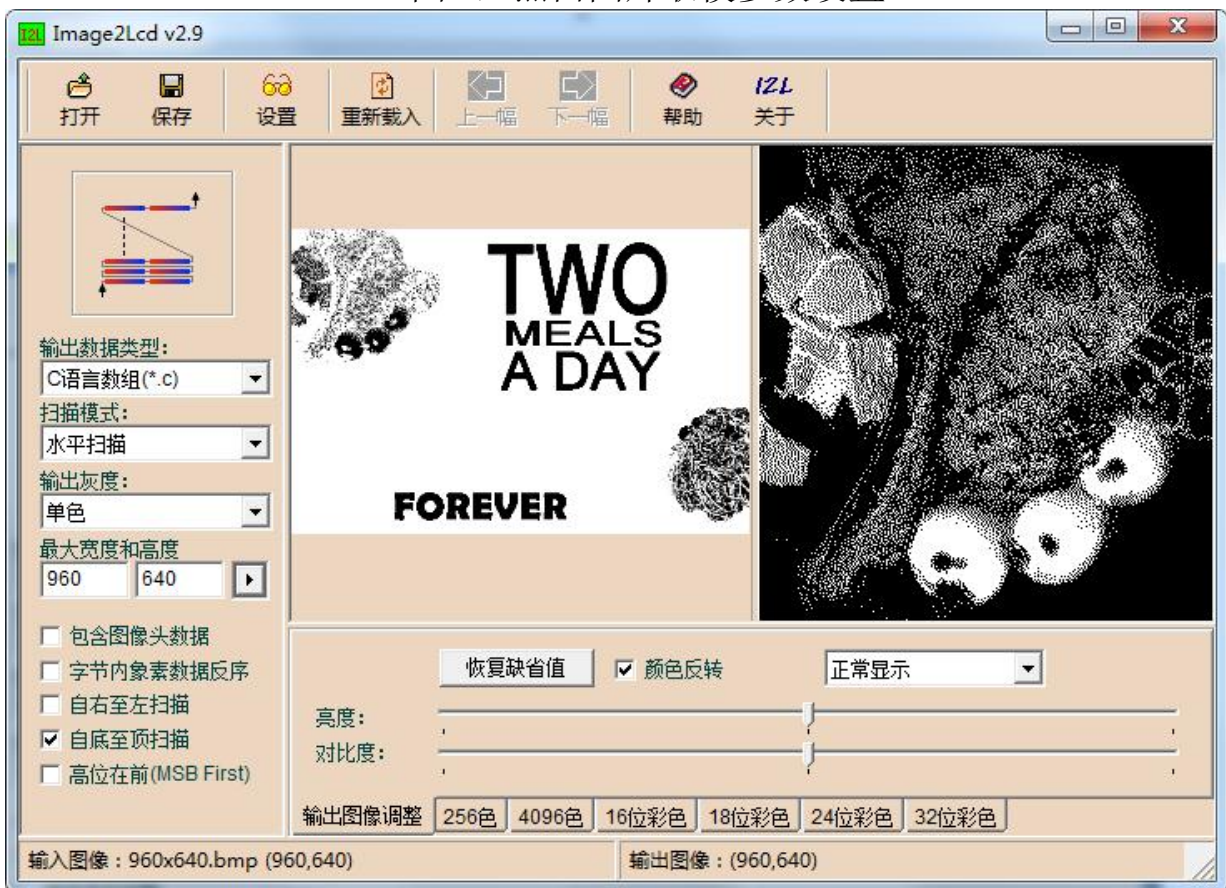 I2L Image2Lcd v2.9
打开 保存 设置 重新载入 上一幅 下一幅 帮助 I2L 关于
输出数据类型：
C语言数组(*.c)
扫描模式：
水平扫描
输出灰度：
单色
最大宽度和高度
960 640
包含图像头数据
字节内象素数据反序
自右至左扫描
自底至顶扫描
高位在前(MSB First)
TWO
MEALS
A DAY
FOREVER
恢复缺省值 颜色反转 正常显示
亮度：
对比度：
输出图像调整 256色 4096色 16位彩色 18位彩色 24位彩色 32位彩色
输入图像：960x640.bmp (960,640) 输出图像：(960,640)